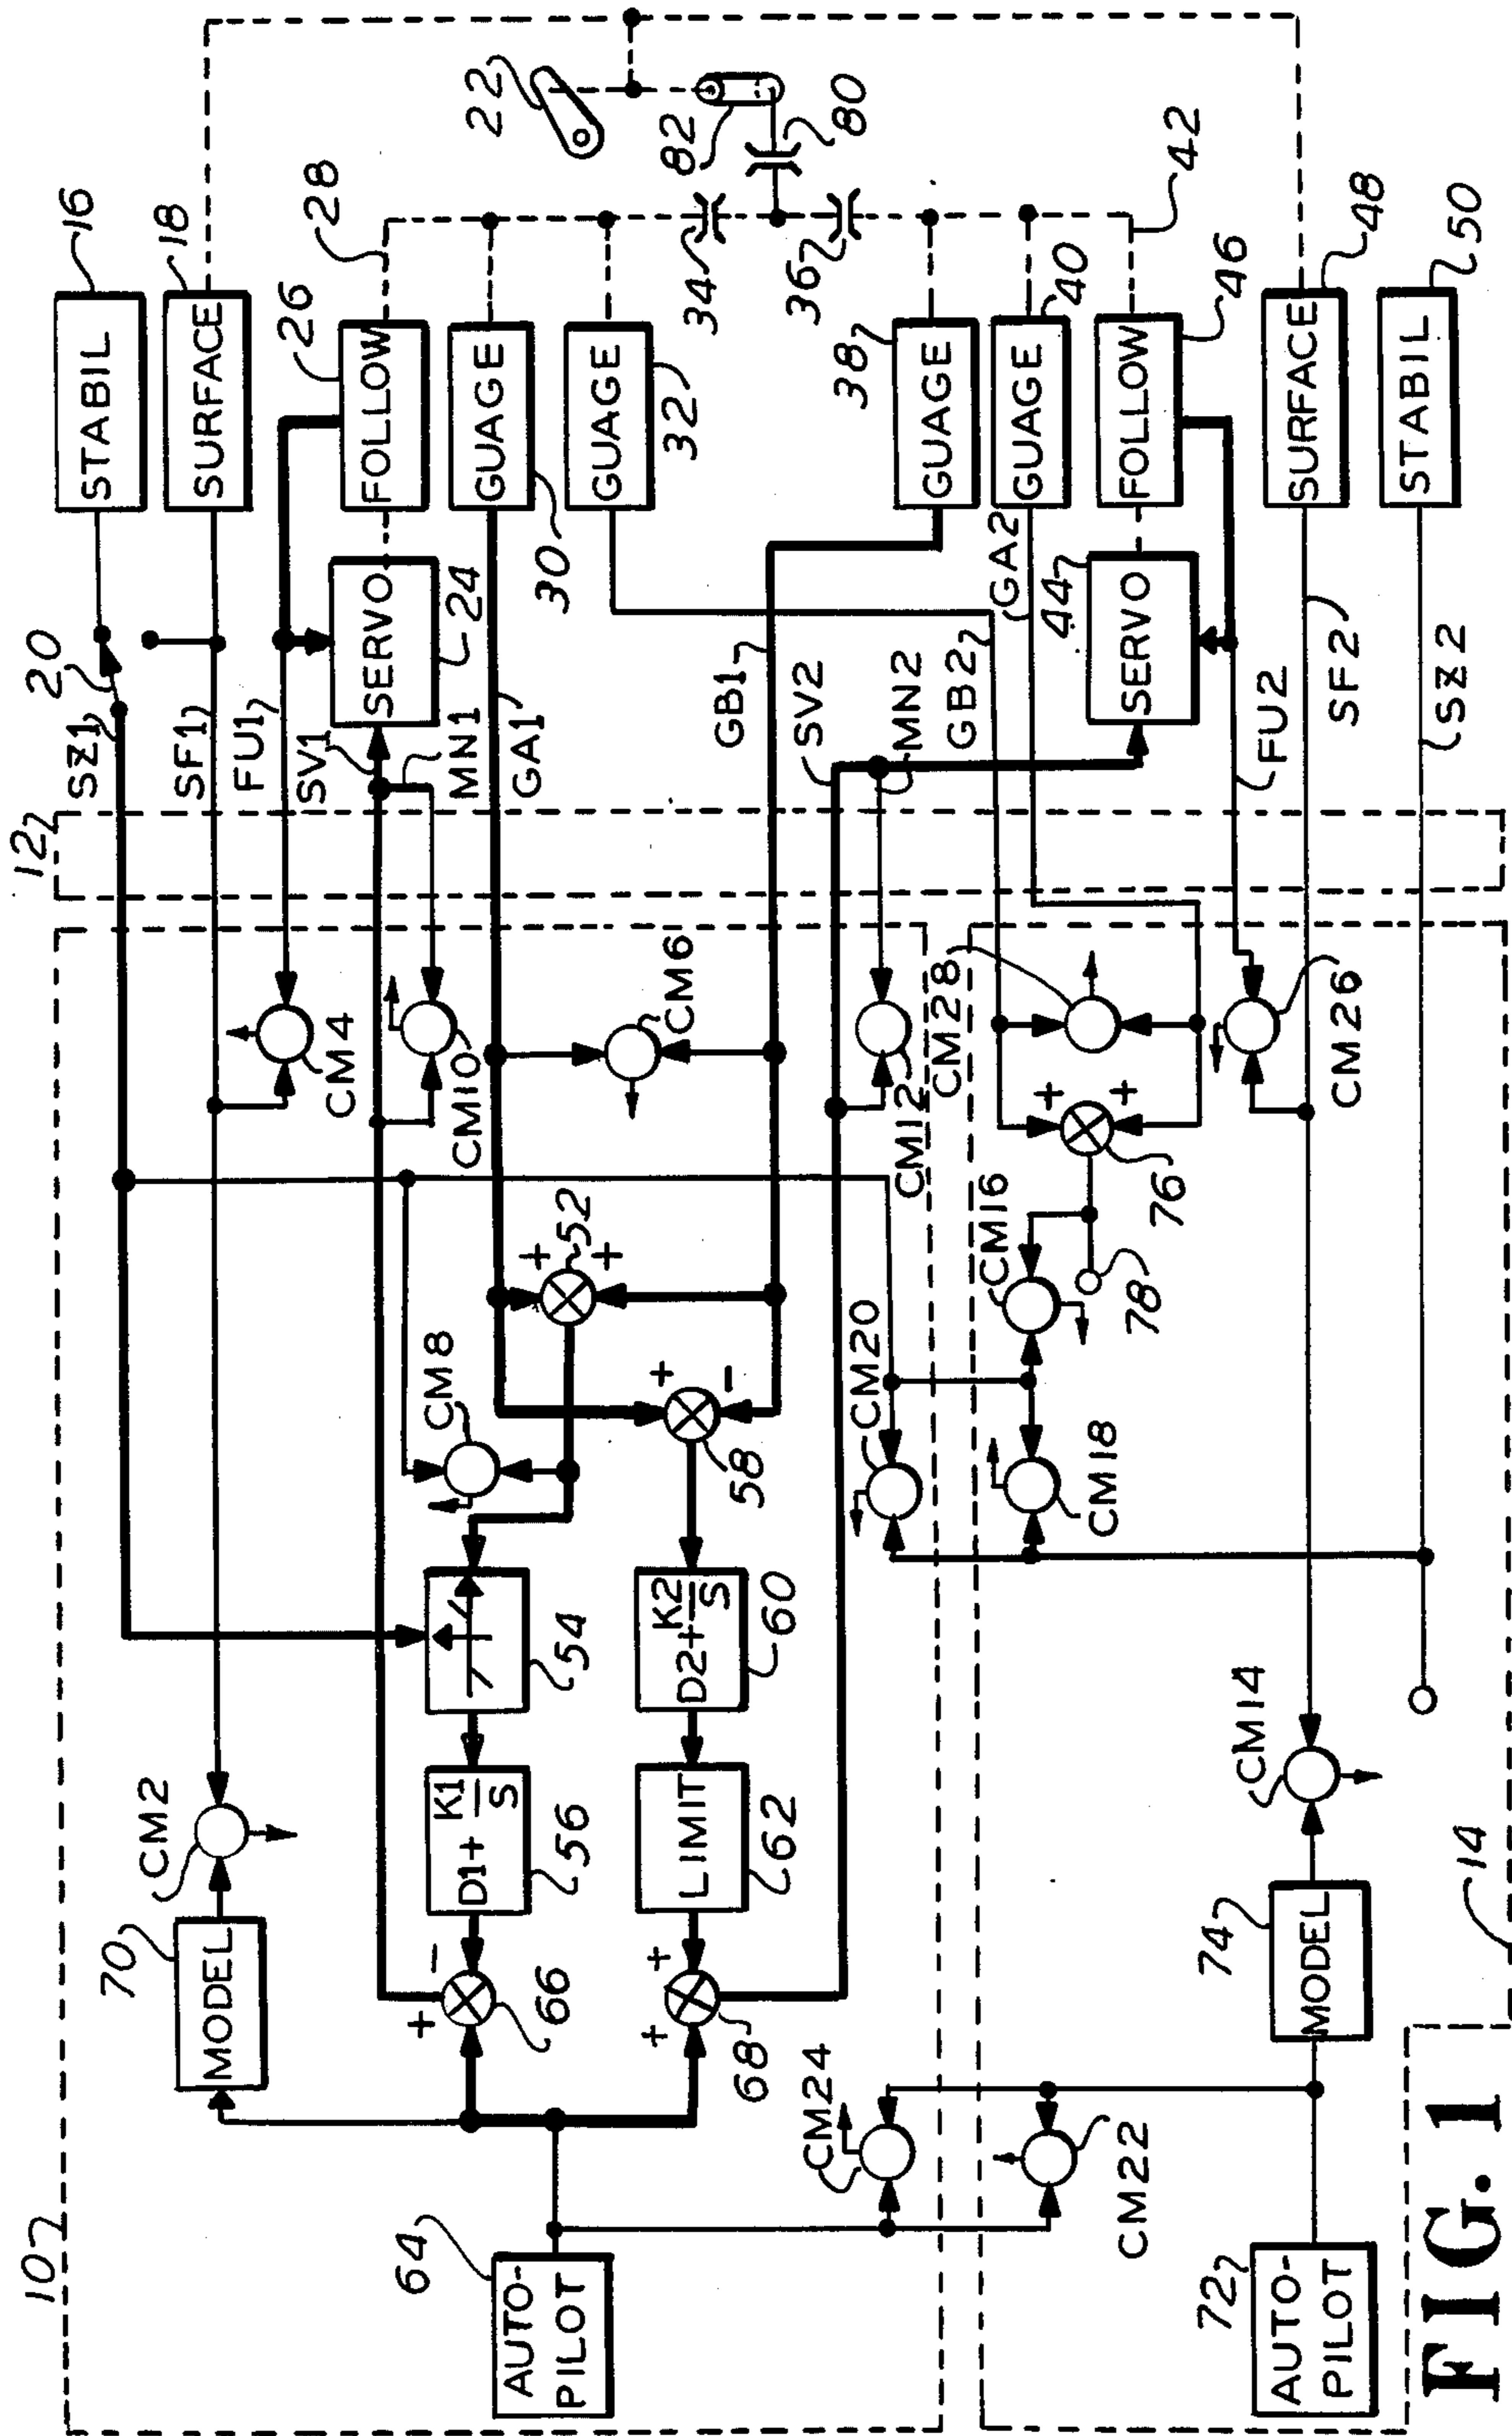 12
SZ1
20
STABIL
16
SF1
SURFACE
18
FU1
FOLLOW
26
28
22
SV1
SERVO
24
MN1
GA1
GUAGE
30
GUAGE
32
34
82
80
36
GB1
GUAGE
38
SV2
MN2
GB2
GA2
GUAGE
40
42
44
SERVO
FOLLOW
46
FU2
SURFACE
48
SF2
STABIL
50
SZ2
10
70
MODEL
CM2
CM4
CM10
CM6
CM8
+
52
+
54
D1+
K1
S
56
-
+
66
+
-
58
D2+
K2
S
60
LIMIT
62
+
+
68
64
AUTO-
PILOT
CM12
CM20
CM24
CM28
+
+
76
CM16
78
CM18
CM26
CM14
74
MODEL
CM22
72
AUTO-
PILOT
14
FIG. 1